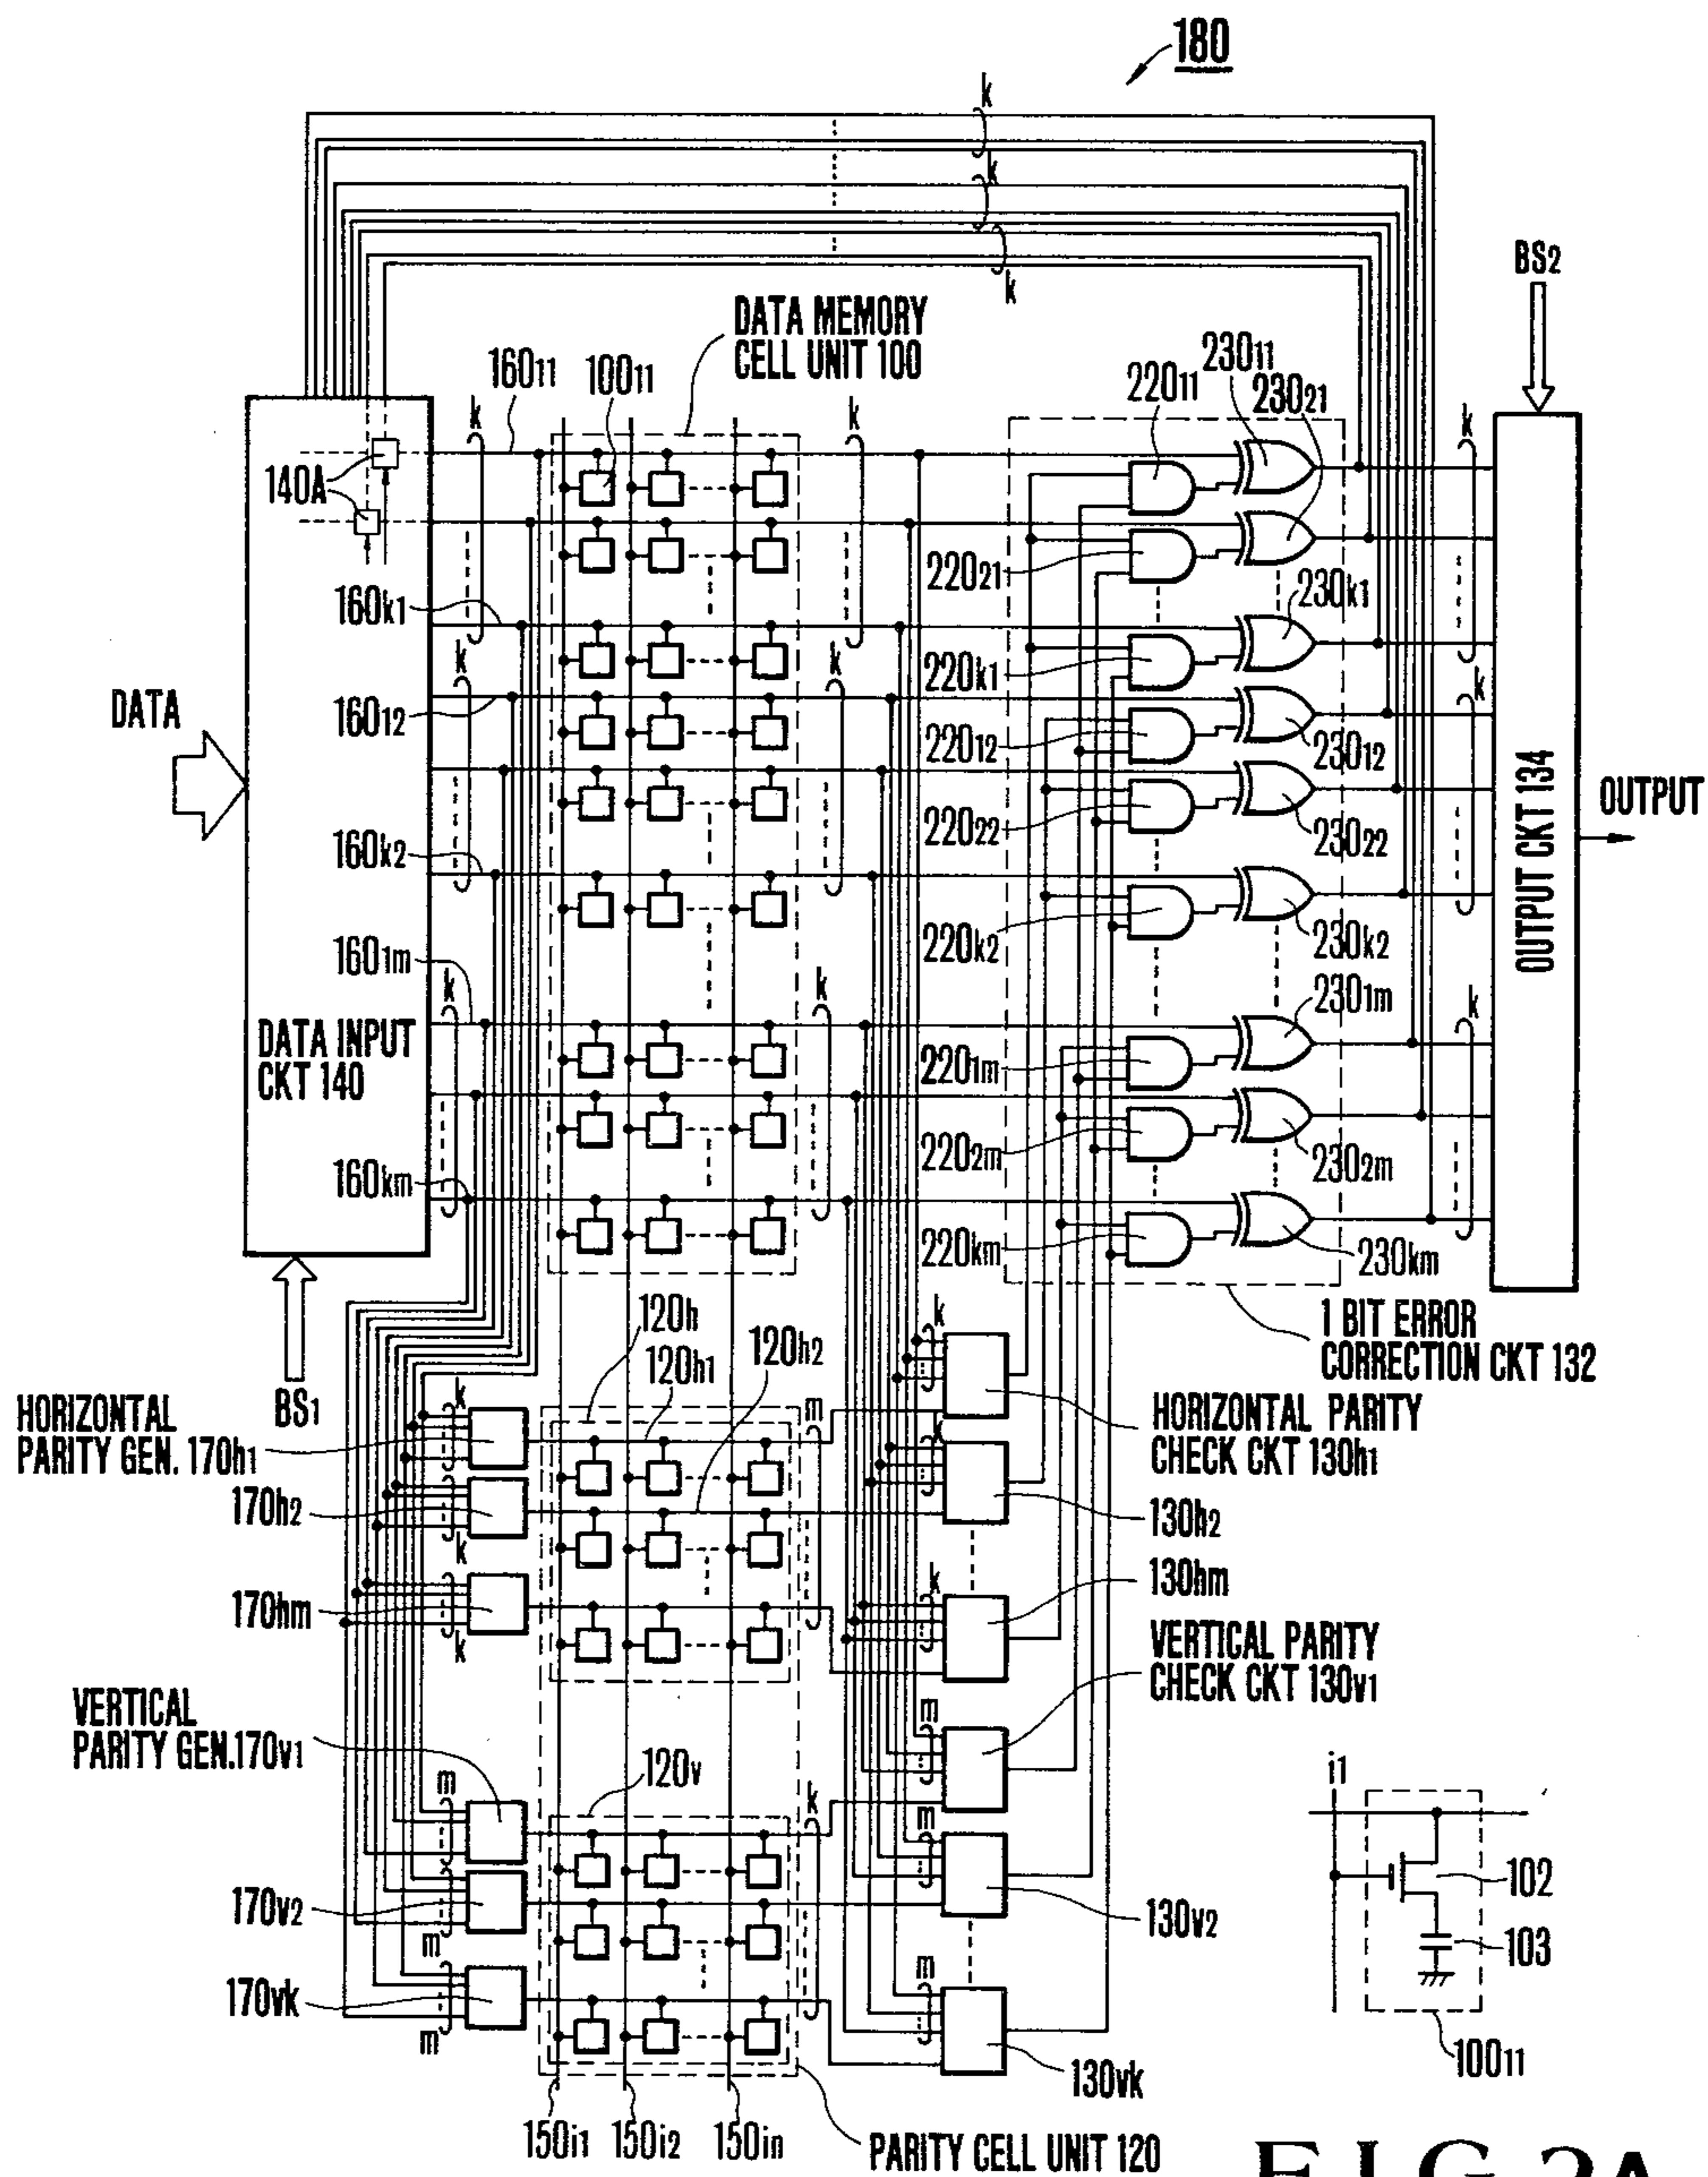 180
k
k
k
BS2
DATA MEMORY
CELL UNIT 100
16011
10011
k
k
22011
23011
23021
k
140A
22021
230k1
160k1
k
k
220k1
k
DATA
16012
22012
23012
OUTPUT
22022
23022
160k2
220k2
230k2
OUTPUT CKT 134
1601m
k
k
2301m
k
DATA INPUT
CKT 140
2201m
2202m
2302m
160km
220km
230km
120h
120h1
120h2
k
1 BIT ERROR
CORRECTION CKT 132
BS1
HORIZONTAL
PARITY GEN. 170h1
k
m
k
HORIZONTAL PARITY
CHECK CKT 130h1
170h2
k
k
130h2
170hm
k
k
130hm
VERTICAL PARITY
CHECK CKT 130v1
VERTICAL
PARITY GEN.170v1
m
120v
k
m
m
i1
170v2
m
m
130v2
102
103
170vk
m
m
130vk
10011
150i1
150i2
150in
PARITY CELL UNIT 120
FIG.2A